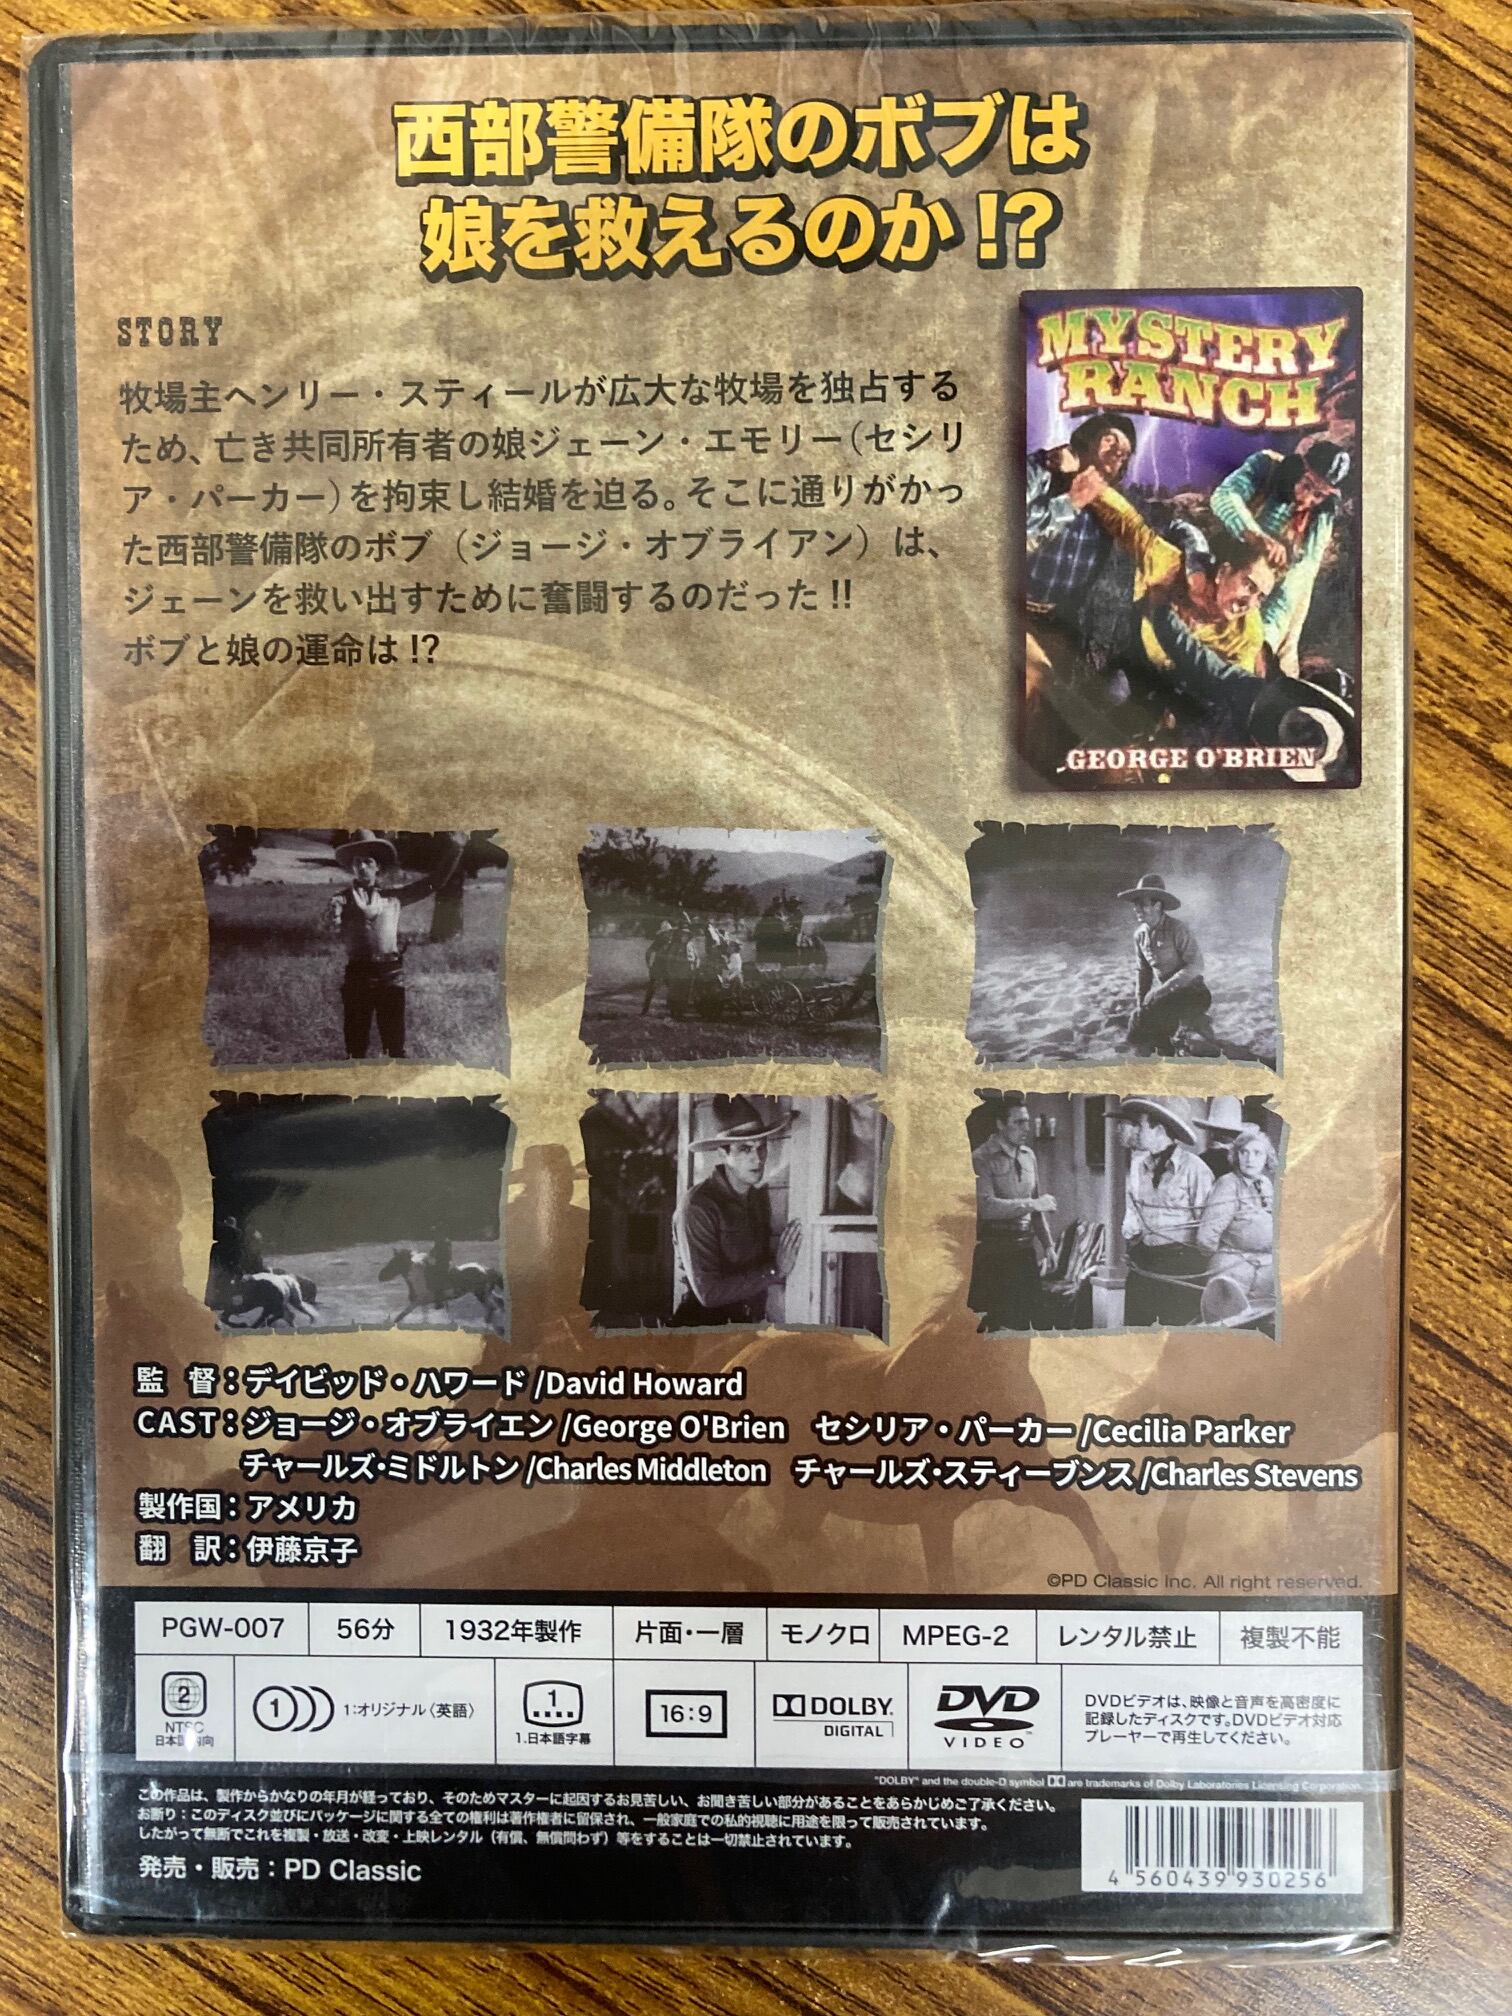 西部警備隊のボブは
娘を救えるのか!?
STORY
牧場主ヘンリー・スティールが広大な牧場を独占する
ため、亡き共同所有者の娘ジェーン・エモリー(セシリ
ア・パーカー)を拘束し結婚を迫る。そこに通りがかっ
た西部警備隊のボブ(ジョージ・オブライアン)は、
ジェーンを救い出すために奮闘するのだった!!
ボブと娘の運命は!?
MYSTERY
RANCH
GEORGE O'BRIEN
監 督：デイビッド・ハワード/David Howard
CAST：ジョージ・オブライエン/George O'Brien セシリア・パーカー/Cecilia Parker
チャールズ・ミドルトン/Charles Middleton チャールズ・スティーブンス/Charles Stevens
製作国：アメリカ
翻 訳：伊藤京子
©PD Classic Inc. All right reserved.
PGW-007 56分 1932年製作 片面・一層 モノクロ MPEG-2 レンタル禁止 複製不能
2
NTSC
日本国内向
1 1:オリジナル〈英語〉
1
1.日本語字幕
16:9
DOLBY
DIGITAL
DVD
VIDEO™
DVDビデオは、映像と音声を高密度に
記録したディスクです。DVDビデオ対応
プレーヤーで再生してください。
"DOLBY" and the double-D symbol are trademarks of Dolby Laboratories Licensing Corporation.
この作品は、製作からかなりの年月が経っており、そのためマスターに起因するお見苦しい、お聞き苦しい部分があることをあらかじめご了承ください。
お断り：このディスク並びにパッケージに関する全ての権利は著作権者に留保され、一般家庭での私的視聴に用途を限って販売されています。
したがって無断でこれを複製・放送・改変・上映レンタル（有償、無償問わず）等をすることは一切禁止されています。
発売・販売：PD Classic
4 560439 930256